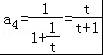 a₄ = 1/(1 + 1/t) = t/(t+1)